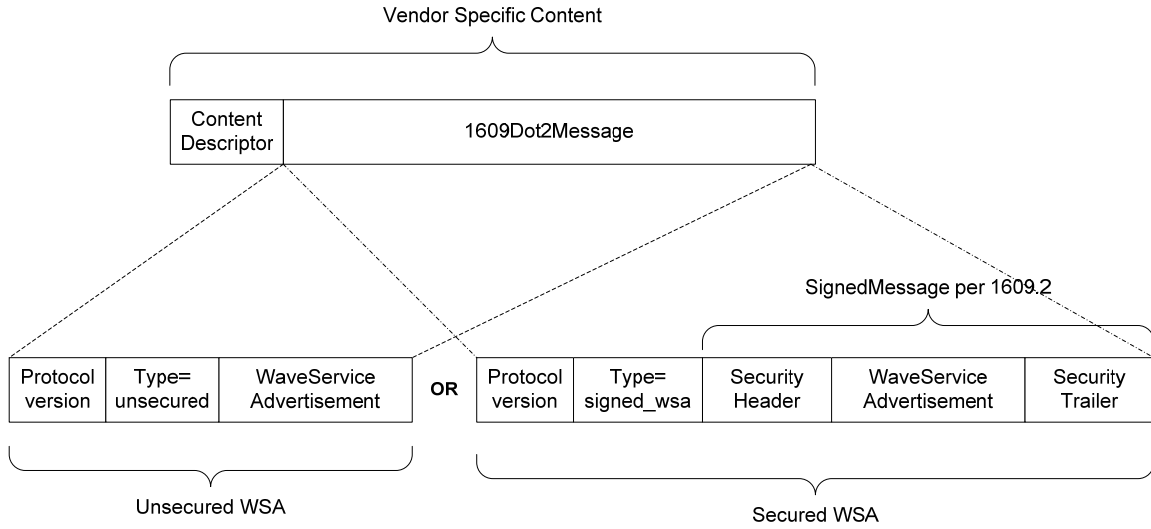 Vendor Specific Content
Content
Descriptor
1609Dot2Message
SignedMessage per 1609.2
Protocol
version
Type=
unsecured
WaveService
Advertisement
OR
Protocol
version
Type=
signed_wsa
Security
Header
WaveService
Advertisement
Security
Trailer
Unsecured WSA
Secured WSA